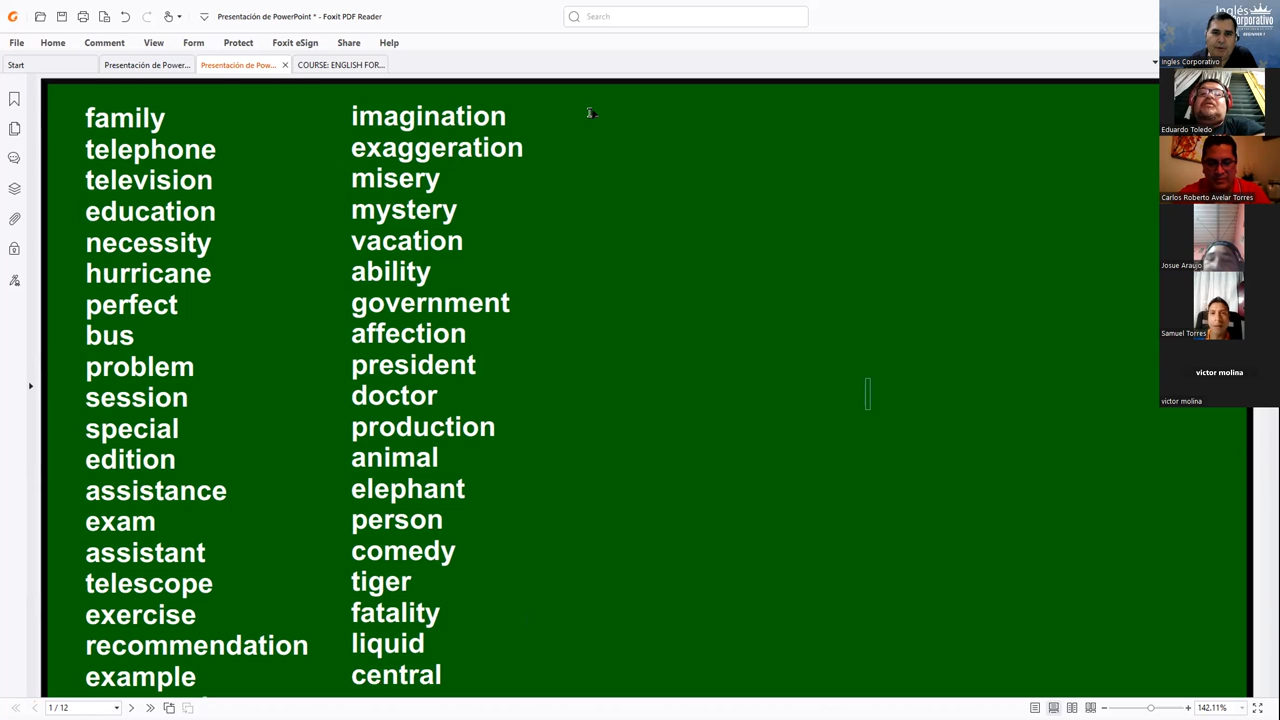 Presentación de PowerPoint * - Foxit PDF Reader
Search
File Home Comment View Form Protect Foxit eSign Share Help
Start
Presentación de Power...
Presentación de Pow...
COURSE: ENGLISH FOR...
family
telephone
television
education
necessity
hurricane
perfect
bus
problem
session
special
edition
assistance
exam
assistant
telescope
exercise
recommendation
example
imagination
exaggeration
misery
mystery
vacation
ability
government
affection
president
doctor
production
animal
elephant
person
comedy
tiger
fatality
liquid
central
Inglés
Corporativo
BEGINNER 1
Ingles Corporativo
Eduardo Toledo
Carlos Roberto Avelar Torres
Josue Araujo
Samuel Torres
victor molina
victor molina
1 / 12
142.11%